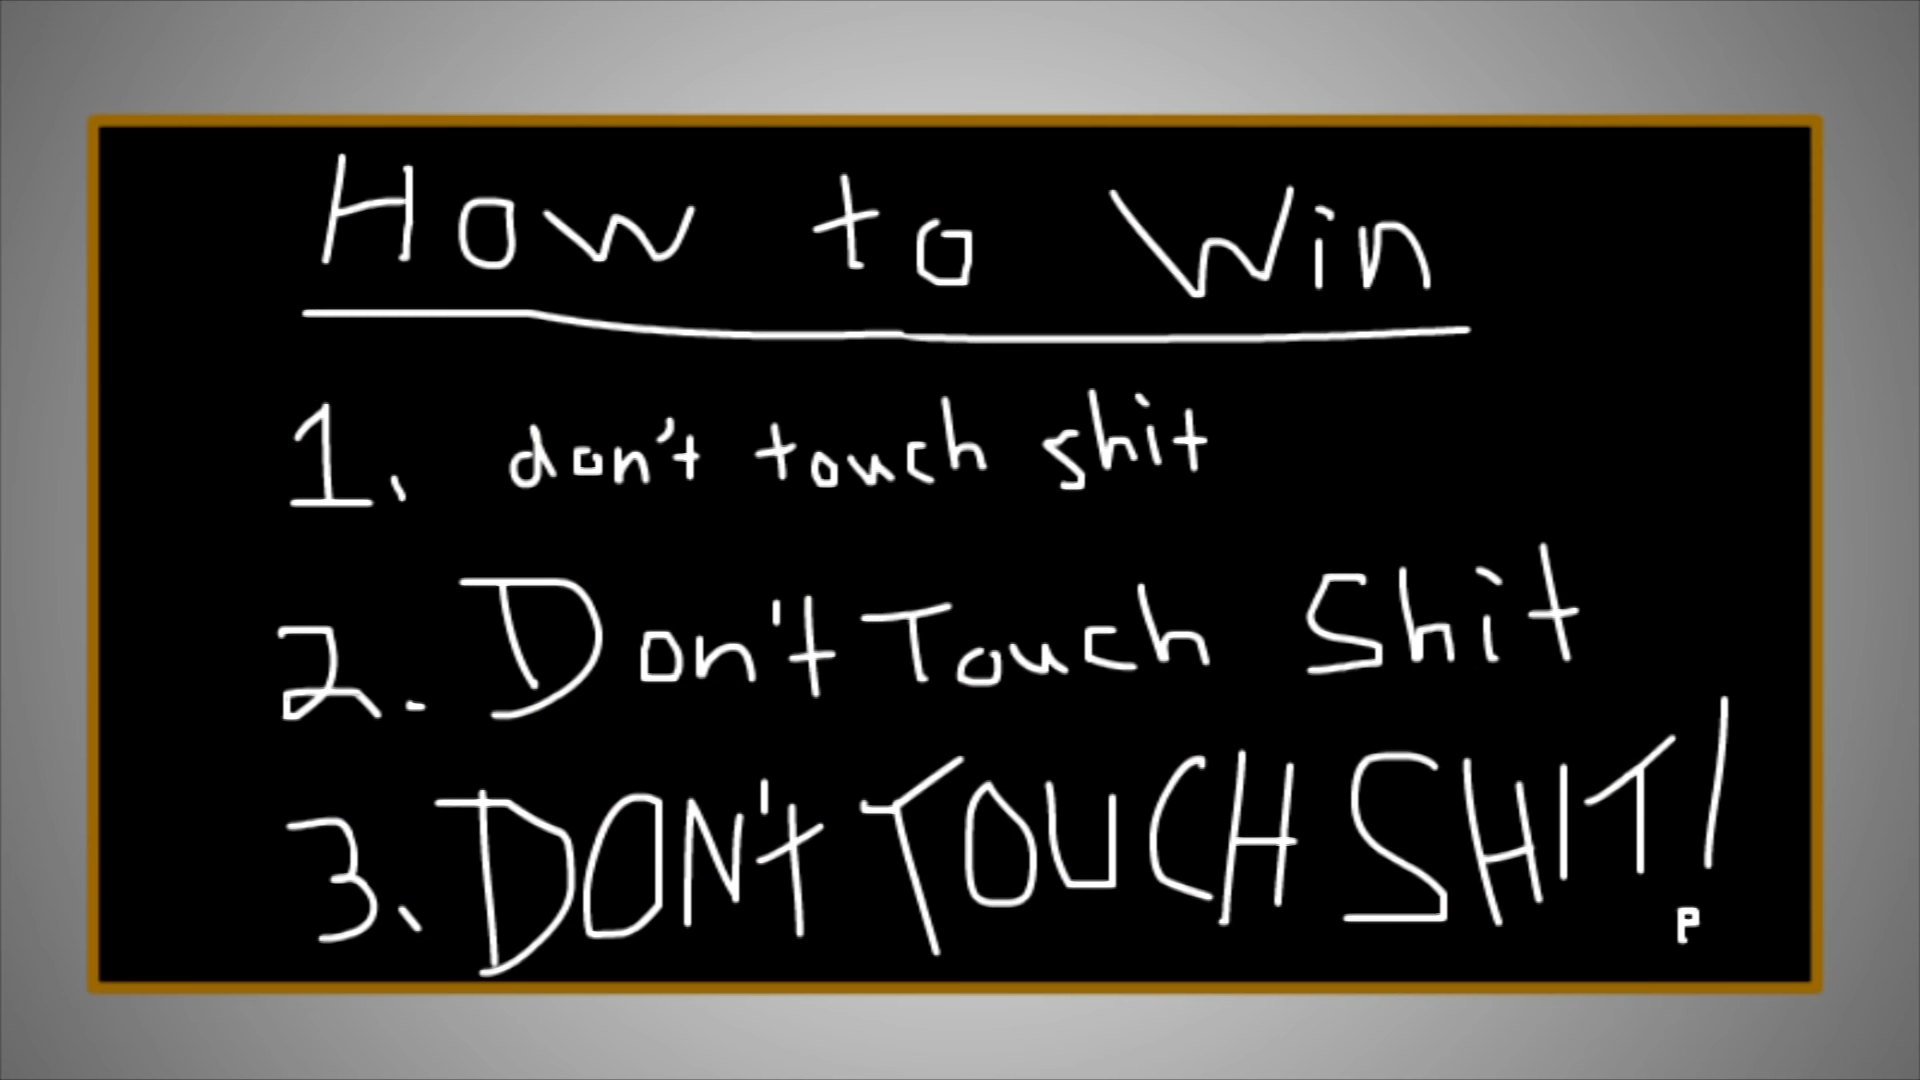 How to Win
1. don't touch shit
2. Don't Touch Shit
3. DON't TOUCH SHIT!
P